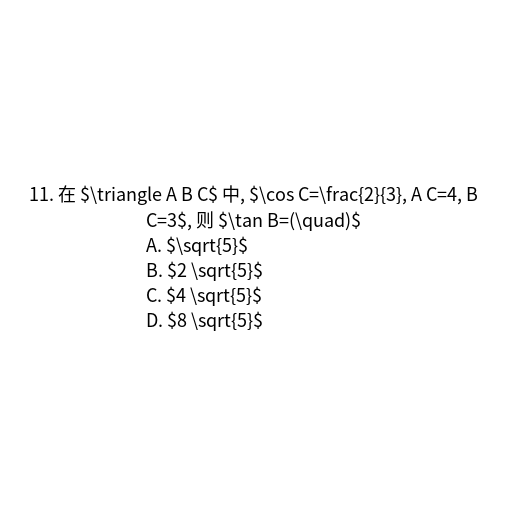 11. 在 $\triangle A B C$ 中, $\cos C=\frac{2}{3}, A C=4, B
C=3$, 则 $\tan B=(\quad)$
A. $\sqrt{5}$
B. $2 \sqrt{5}$
C. $4 \sqrt{5}$
D. $8 \sqrt{5}$